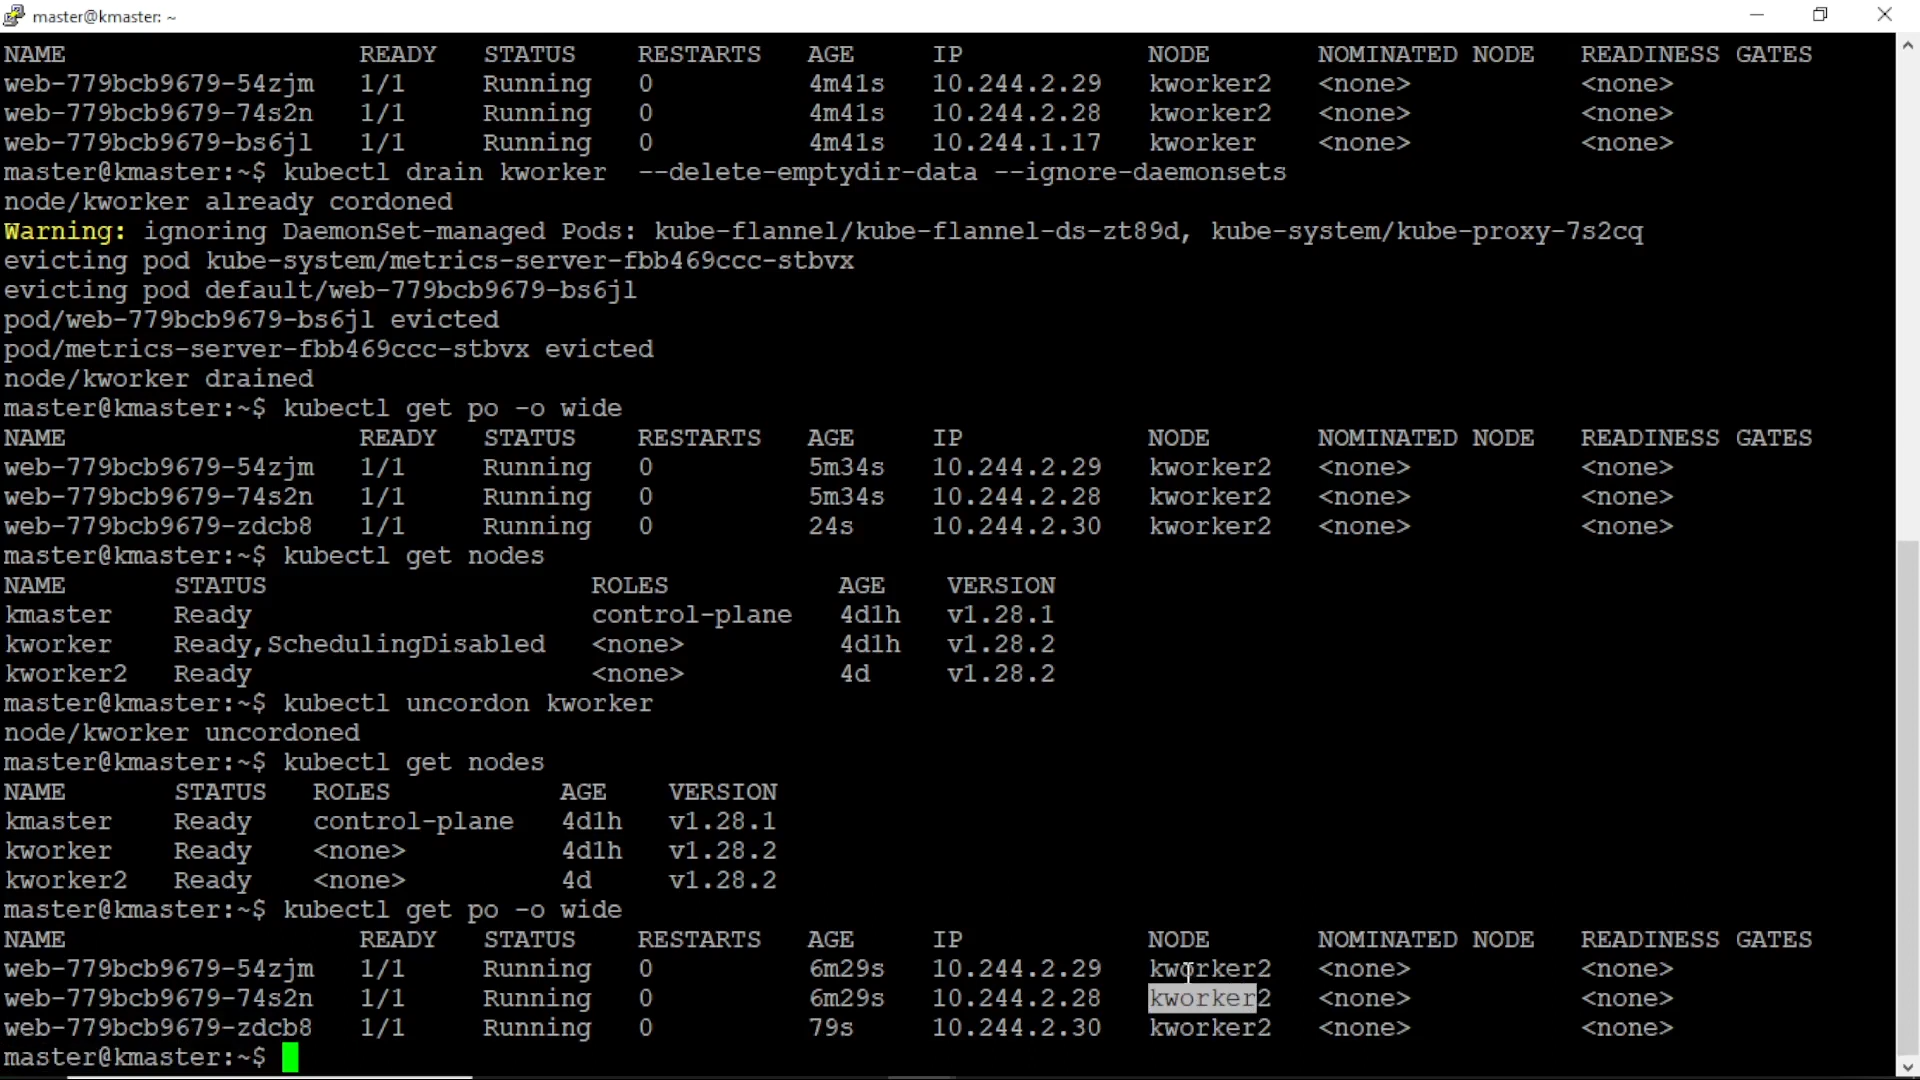 master@kmaster: ~
NAME                   READY   STATUS    RESTARTS   AGE     IP            NODE       NOMINATED NODE   READINESS GATES
web-779bcb9679-54zjm   1/1     Running   0          4m41s   10.244.2.29   kworker2   <none>           <none>
web-779bcb9679-74s2n   1/1     Running   0          4m41s   10.244.2.28   kworker2   <none>           <none>
web-779bcb9679-bs6jl   1/1     Running   0          4m41s   10.244.1.17   kworker    <none>           <none>
master@kmaster:~$ kubectl drain kworker  --delete-emptydir-data --ignore-daemonsets
node/kworker already cordoned
Warning: ignoring DaemonSet-managed Pods: kube-flannel/kube-flannel-ds-zt89d, kube-system/kube-proxy-7s2cq
evicting pod kube-system/metrics-server-fbb469ccc-stbvx
evicting pod default/web-779bcb9679-bs6jl
pod/web-779bcb9679-bs6jl evicted
pod/metrics-server-fbb469ccc-stbvx evicted
node/kworker drained
master@kmaster:~$ kubectl get po -o wide
NAME                   READY   STATUS    RESTARTS   AGE     IP            NODE       NOMINATED NODE   READINESS GATES
web-779bcb9679-54zjm   1/1     Running   0          5m34s   10.244.2.29   kworker2   <none>           <none>
web-779bcb9679-74s2n   1/1     Running   0          5m34s   10.244.2.28   kworker2   <none>           <none>
web-779bcb9679-zdcb8   1/1     Running   0          24s     10.244.2.30   kworker2   <none>           <none>
master@kmaster:~$ kubectl get nodes
NAME       STATUS                     ROLES           AGE    VERSION
kmaster    Ready                      control-plane   4d1h   v1.28.1
kworker    Ready,SchedulingDisabled   <none>          4d1h   v1.28.2
kworker2   Ready                      <none>          4d     v1.28.2
master@kmaster:~$ kubectl uncordon kworker
node/kworker uncordoned
master@kmaster:~$ kubectl get nodes
NAME       STATUS   ROLES           AGE    VERSION
kmaster    Ready    control-plane   4d1h   v1.28.1
kworker    Ready    <none>          4d1h   v1.28.2
kworker2   Ready    <none>          4d     v1.28.2
master@kmaster:~$ kubectl get po -o wide
NAME                   READY   STATUS    RESTARTS   AGE     IP            NODE       NOMINATED NODE   READINESS GATES
web-779bcb9679-54zjm   1/1     Running   0          6m29s   10.244.2.29   kworker2   <none>           <none>
web-779bcb9679-74s2n   1/1     Running   0          6m29s   10.244.2.28   kworker2   <none>           <none>
web-779bcb9679-zdcb8   1/1     Running   0          79s     10.244.2.30   kworker2   <none>           <none>
master@kmaster:~$